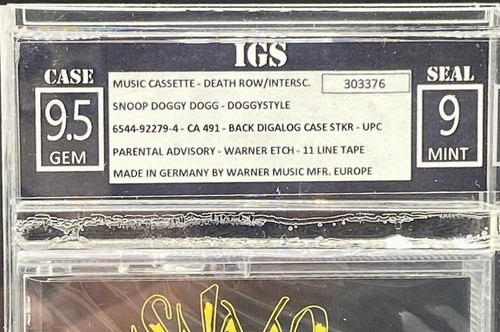 IGS
CASE
9.5
GEM
MUSIC CASSETTE - DEATH ROW/INTERSC. 303376
SNOOP DOGGY DOGG - DOGGYSTYLE
6544-92279-4 - CA 491 - BACK DIGALOG CASE STKR - UPC
PARENTAL ADVISORY - WARNER ETCH - 11 LINE TAPE
MADE IN GERMANY BY WARNER MUSIC MFR. EUROPE
SEAL
9
MINT